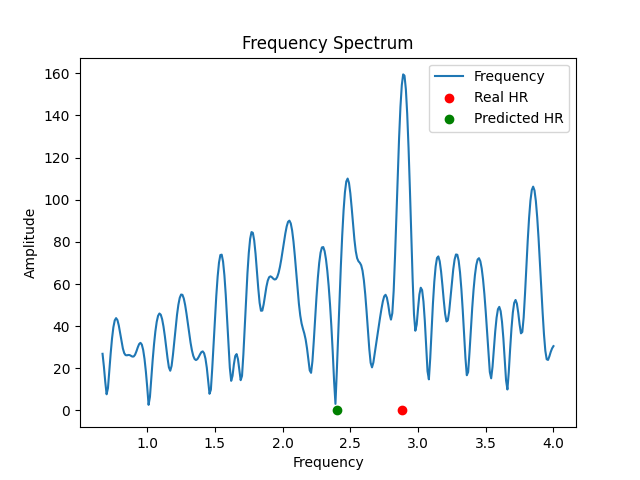 Frequency Spectrum
Frequency
Real HR
Predicted HR
160
140
120
100
80
60
40
20
0
Amplitude
1.0 1.5 2.0 2.5 3.0 3.5 4.0
Frequency